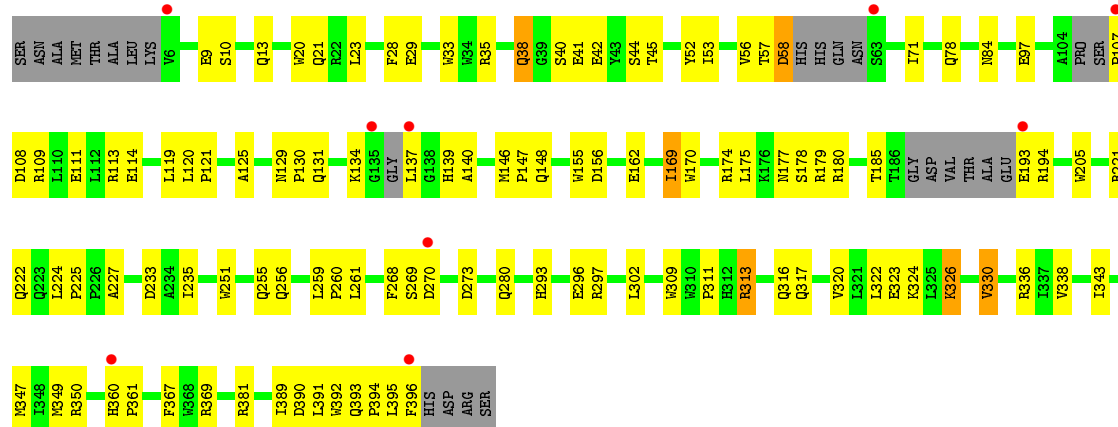 SER ASN ALA MET THR ALA LEU LYS V6 E9 S10 Q13 W20 Q21 R22 L23 F28 E29 W33 W34 R35 Q38 G39 S40 E41 E42 Y43 S44 T45 Y52 I53 V56 T57 D58 HIS HIS GLN ASN S63 I71 Q78 N84 E97 A104 PRO SER
D108 R109 L110 E111 L112 R113 E114 L119 L120 P121 A125 N129 P130 Q131 K134 G135 GLY L137 G138 H139 A140 M146 P147 Q148 W155 D156 E162 I169 W170 R174 L175 K176 N177 S178 R179 R180 T185 T186 GLY ASP VAL THR ALA GLU E193 R194 W205
Q222 Q223 L224 P225 P226 A227 D233 A234 I235 W251 Q255 Q256 L259 P260 L261 F268 S269 D270 D273 Q280 H293 E296 R297 L302 W309 W310 P311 H312 R313 Q316 Q317 V320 L321 L322 E323 K324 L325 K326 V330 R336 I337 V338 I343
M347 I348 M349 R350 H360 P361 F367 W368 R369 R381 I389 D390 L391 W392 Q393 P394 L395 F396 HIS ASP ARG SER